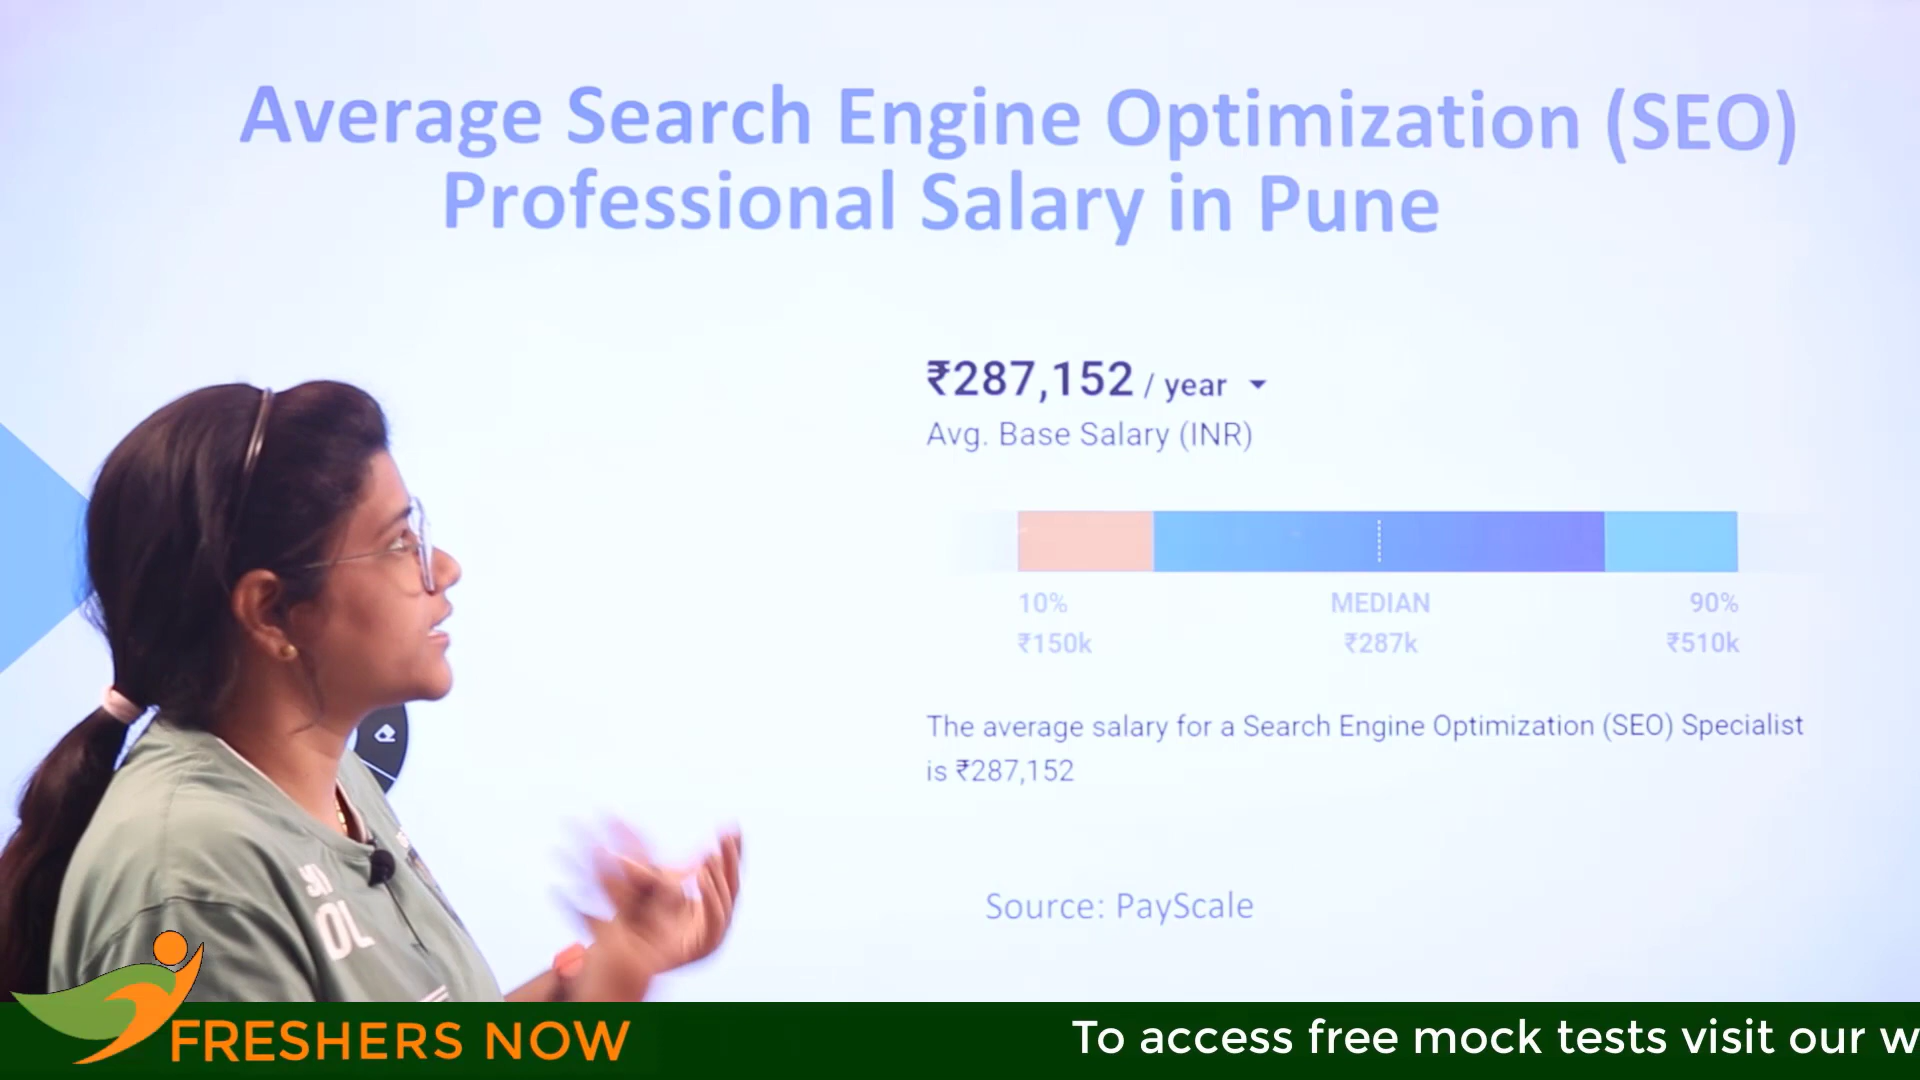 Average Search Engine Optimization (SEO)
Professional Salary in Pune
₹287,152 / year
Avg. Base Salary (INR)
10% MEDIAN 90%
₹150k ₹287k ₹510k
The average salary for a Search Engine Optimization (SEO) Specialist
is ₹287,152
Source: PayScale
OL
FRESHERS NOW
To access free mock tests visit our w